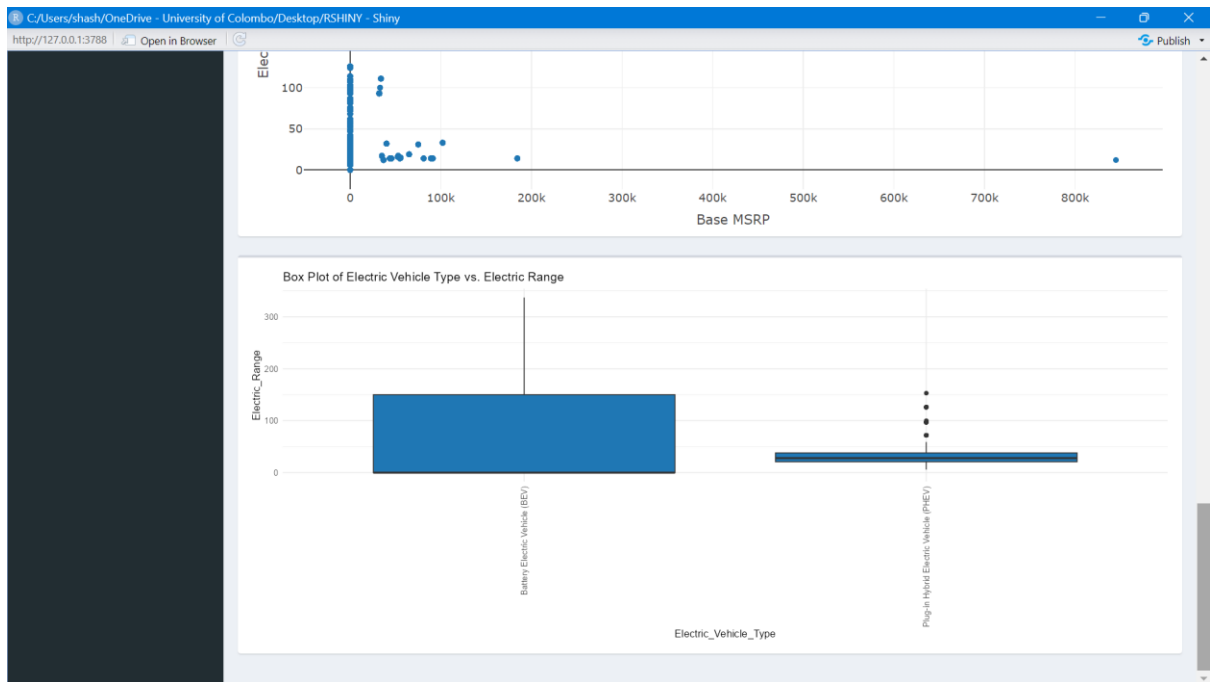 R C:/Users/shash/OneDrive - University of Colombo/Desktop/RSHINY - Shiny
http://127.0.0.1:3788 Open in Browser Publish
Elec
100
50
0
0 100k 200k 300k 400k 500k 600k 700k 800k
Base MSRP
Box Plot of Electric Vehicle Type vs. Electric Range
300
200
100
0
Electric_Range
Battery Electric Vehicle (BEV)
Plug-in Hybrid Electric Vehicle (PHEV)
Electric_Vehicle_Type